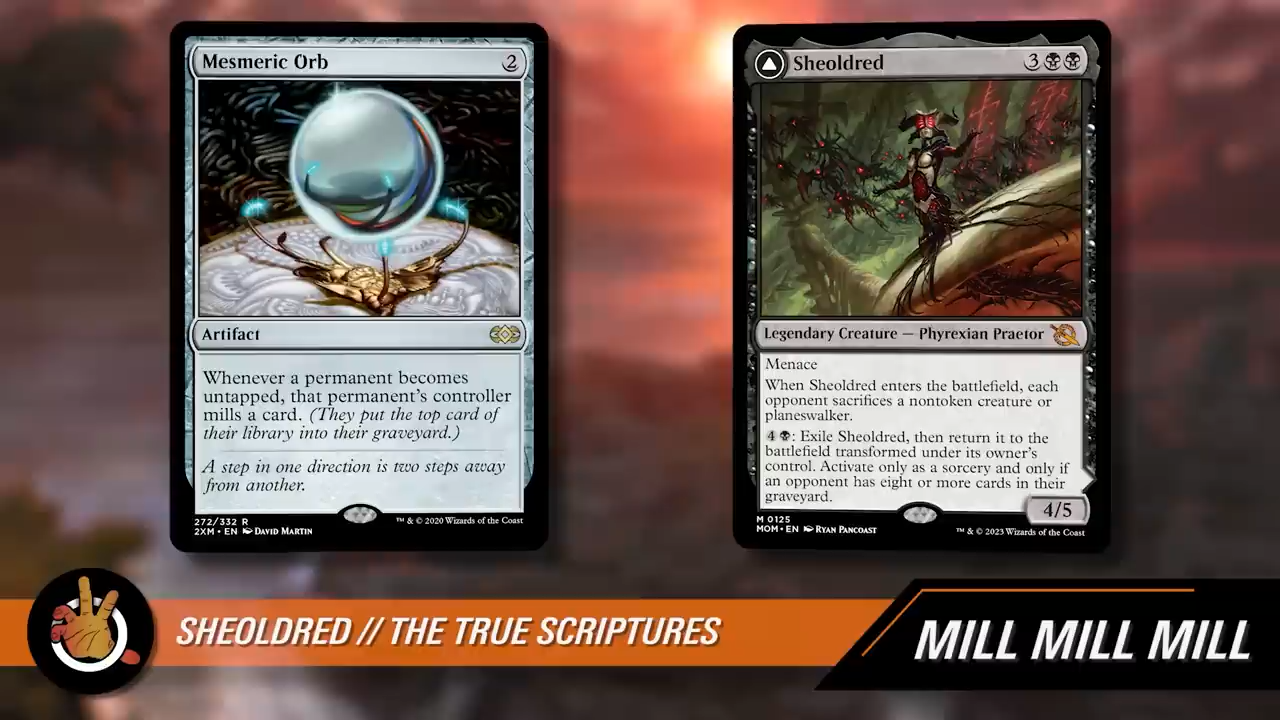 Mesmeric Orb 2
Artifact
Whenever a permanent becomes
untapped, that permanent's controller
mills a card. (They put the top card of
their library into their graveyard.)
A step in one direction is two steps away
from another.
272/332 R
2XM • EN DAVID MARTIN
™ & © 2020 Wizards of the Coast
Sheoldred 3
Legendary Creature — Phyrexian Praetor
Menace
When Sheoldred enters the battlefield, each
opponent sacrifices a nontoken creature or
planeswalker.
4 : Exile Sheoldred, then return it to the
battlefield transformed under its owner's
control. Activate only as a sorcery and only if
an opponent has eight or more cards in their
graveyard.
4/5
M 0125
MOM • EN RYAN PANCOAST
™ & © 2023 Wizards of the Coast
SHEOLDRED // THE TRUE SCRIPTURES
MILL MILL MILL